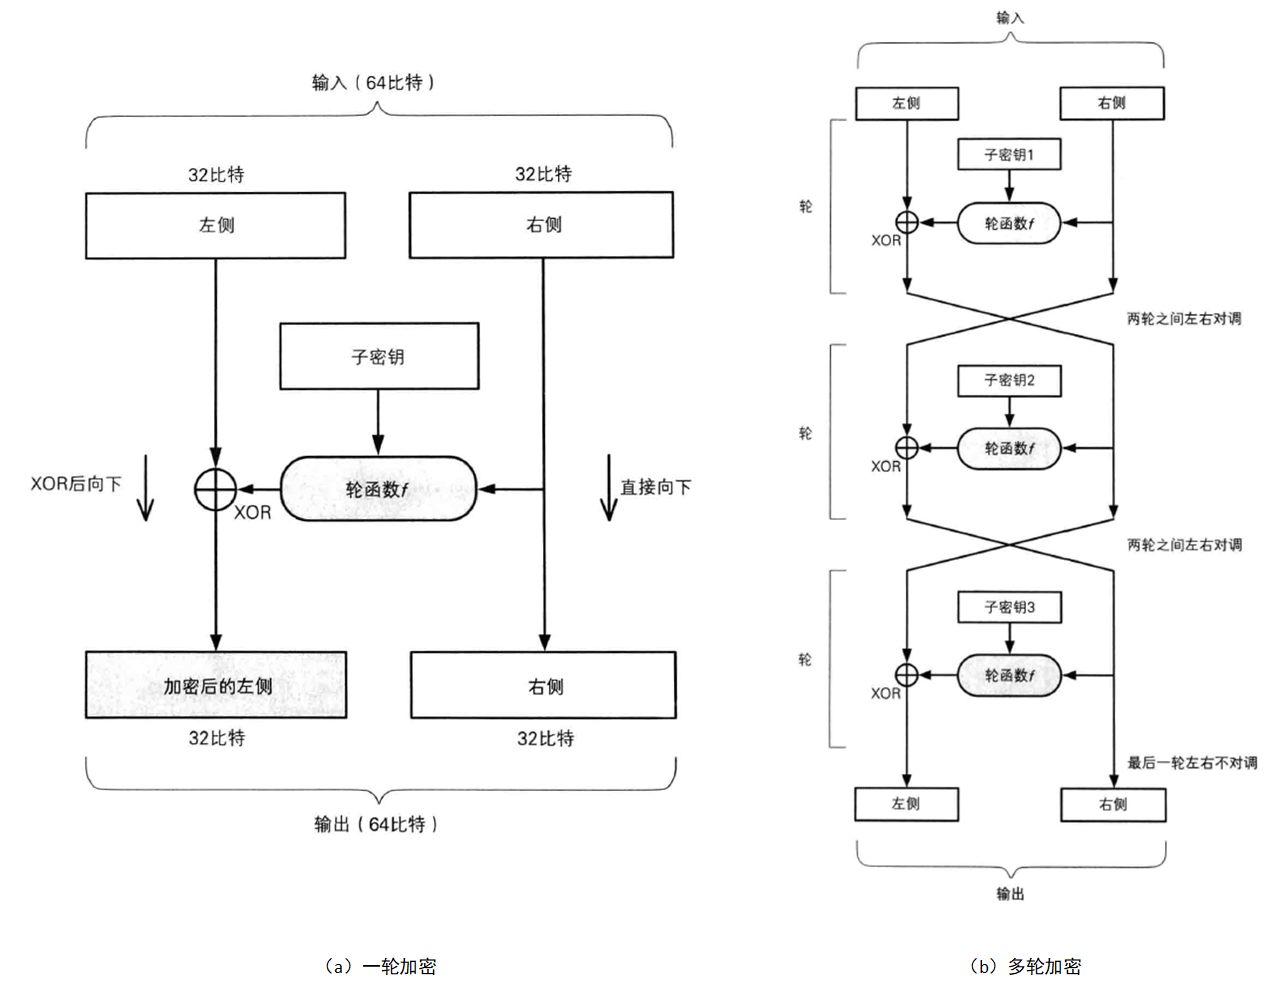 输入（64比特）
32比特
32比特
左侧
右侧
子密钥
XOR后向下
轮函数f
直接向下
XOR
加密后的左侧
右侧
32比特
32比特
输出（64比特）
（a）一轮加密
输入
左侧
右侧
子密钥1
轮
轮函数f
XOR
两轮之间左右对调
子密钥2
轮
轮函数f
XOR
两轮之间左右对调
子密钥3
轮
轮函数f
XOR
最后一轮左右不对调
左侧
右侧
输出
（b）多轮加密